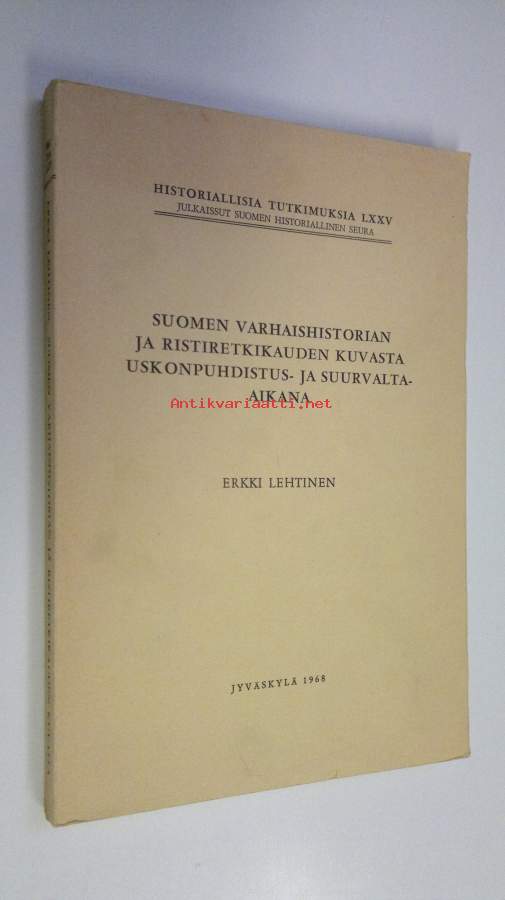 HISTORIALLISIA TUTKIMUKSIA LXXV
JULKAISSUT SUOMEN HISTORIALLINEN SEURA
SUOMEN VARHAISHISTORIAN
JA RISTIRETKIKAUDEN KUVASTA
USKONPUHDISTUS- JA SUURVALTA-
AIKANA
Antikvariaatti.net
ERKKI LEHTINEN
JYVÄSKYLÄ 1968